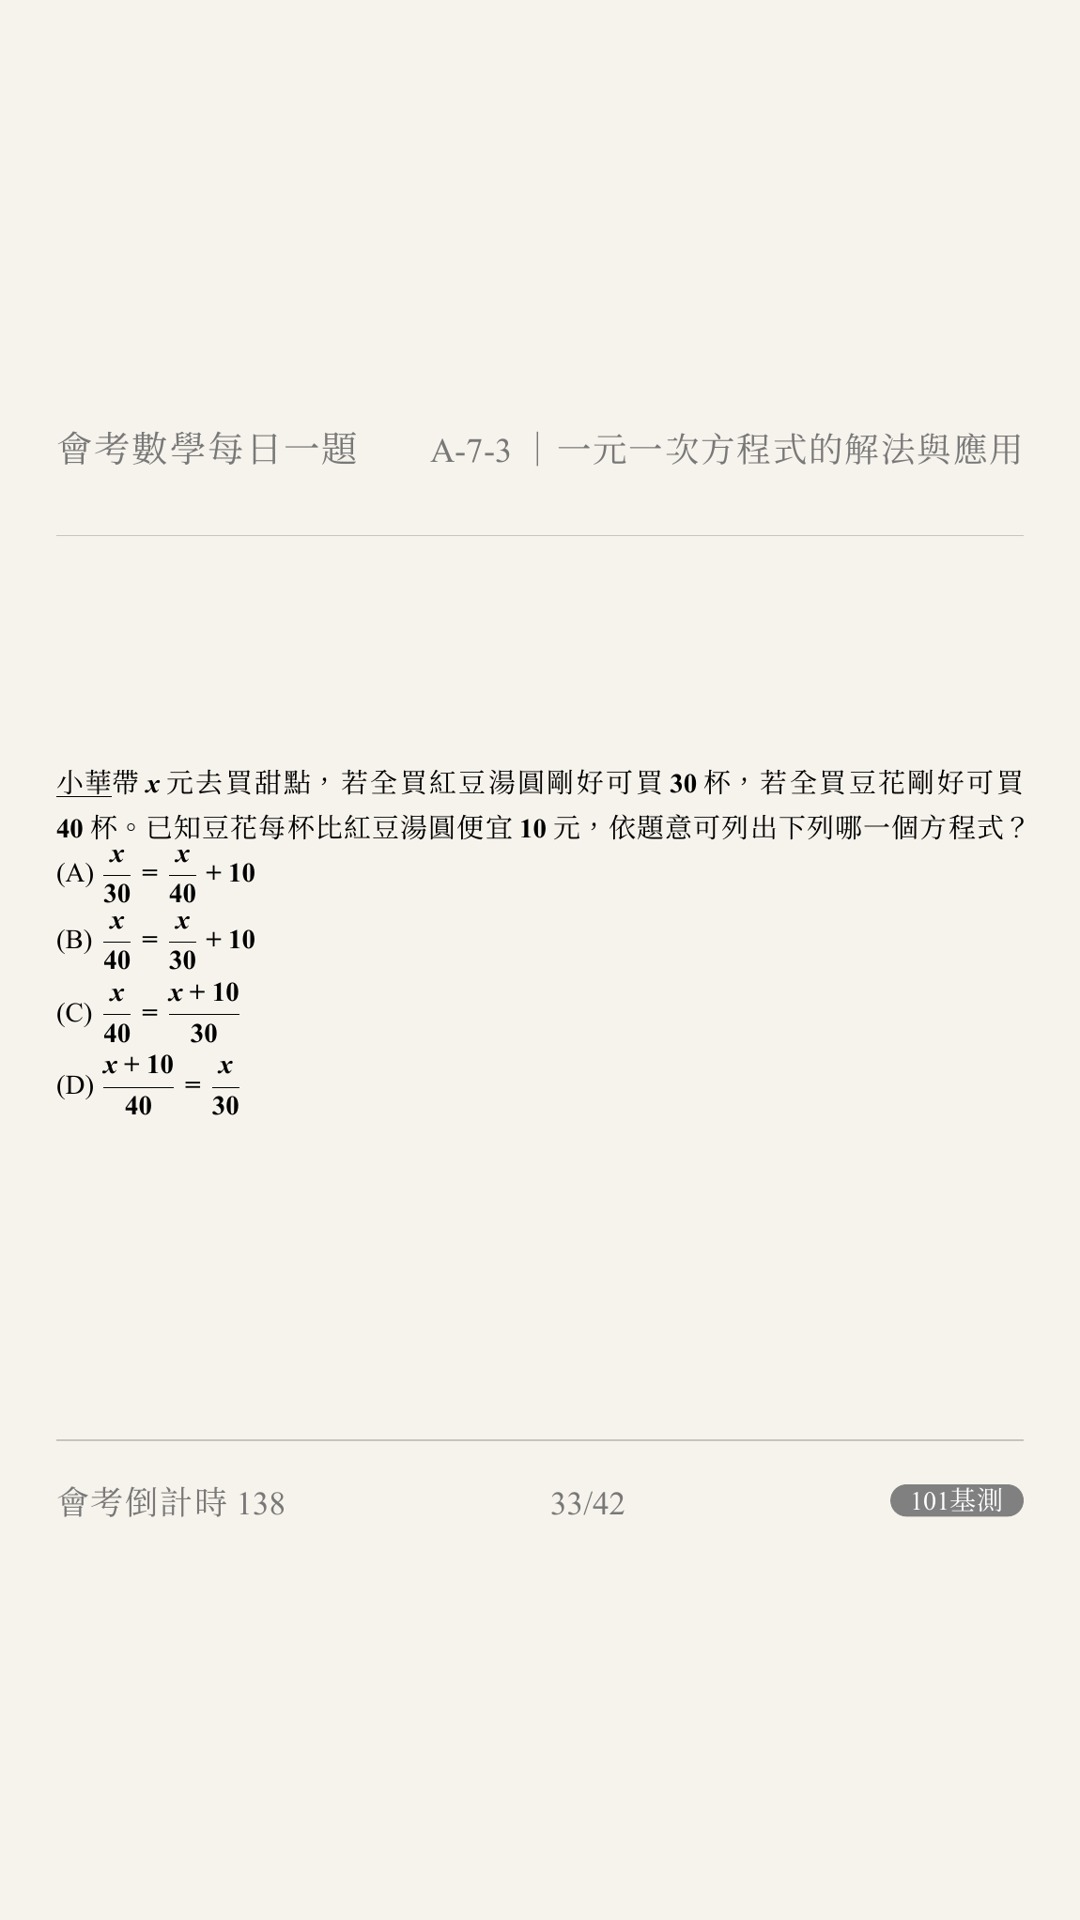 會考數學每日一題 A-7-3｜一元一次方程式的解法與應用
小華帶 x 元去買甜點，若全買紅豆湯圓剛好可買 30 杯，若全買豆花剛好可買
40 杯。已知豆花每杯比紅豆湯圓便宜 10 元，依題意可列出下列哪一個方程式？
(A) x/30 = x/40 + 10
(B) x/40 = x/30 + 10
(C) x/40 = (x + 10)/30
(D) (x + 10)/40 = x/30
會考倒計時 138 33/42 101基測